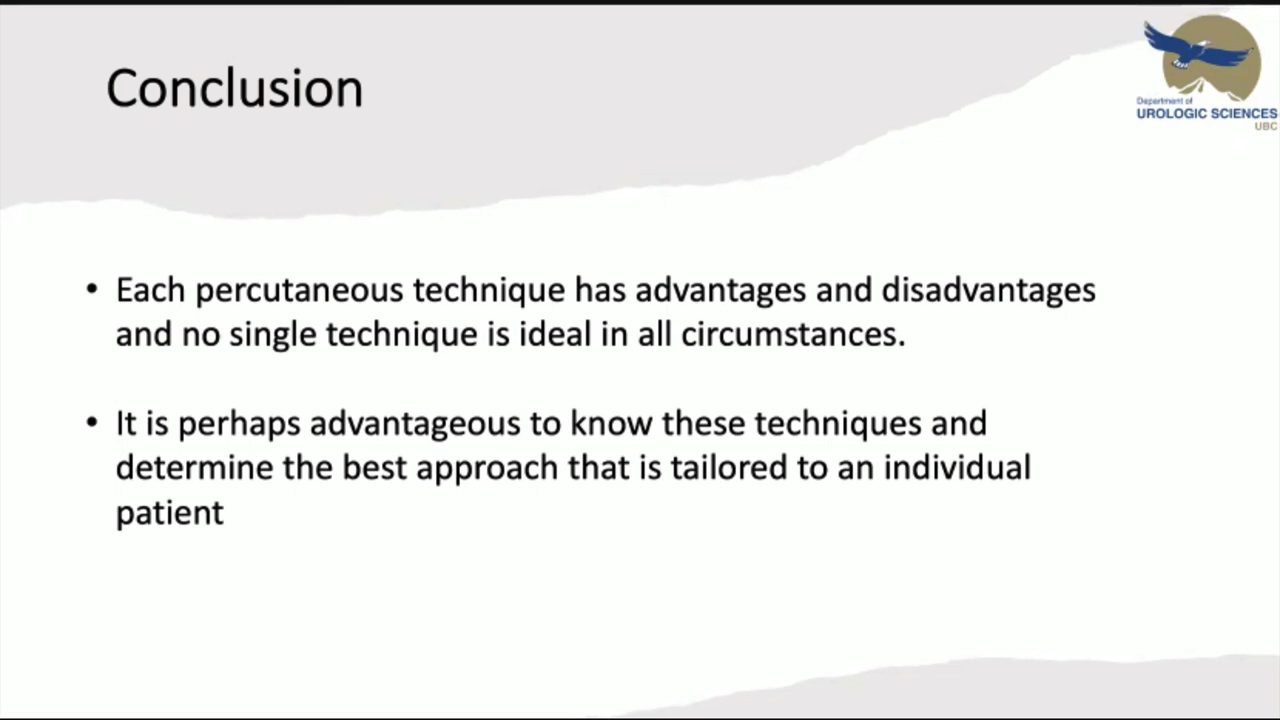 Conclusion
Department of
UROLOGIC SCIENCES
UBC
• Each percutaneous technique has advantages and disadvantages
and no single technique is ideal in all circumstances.
• It is perhaps advantageous to know these techniques and
determine the best approach that is tailored to an individual
patient